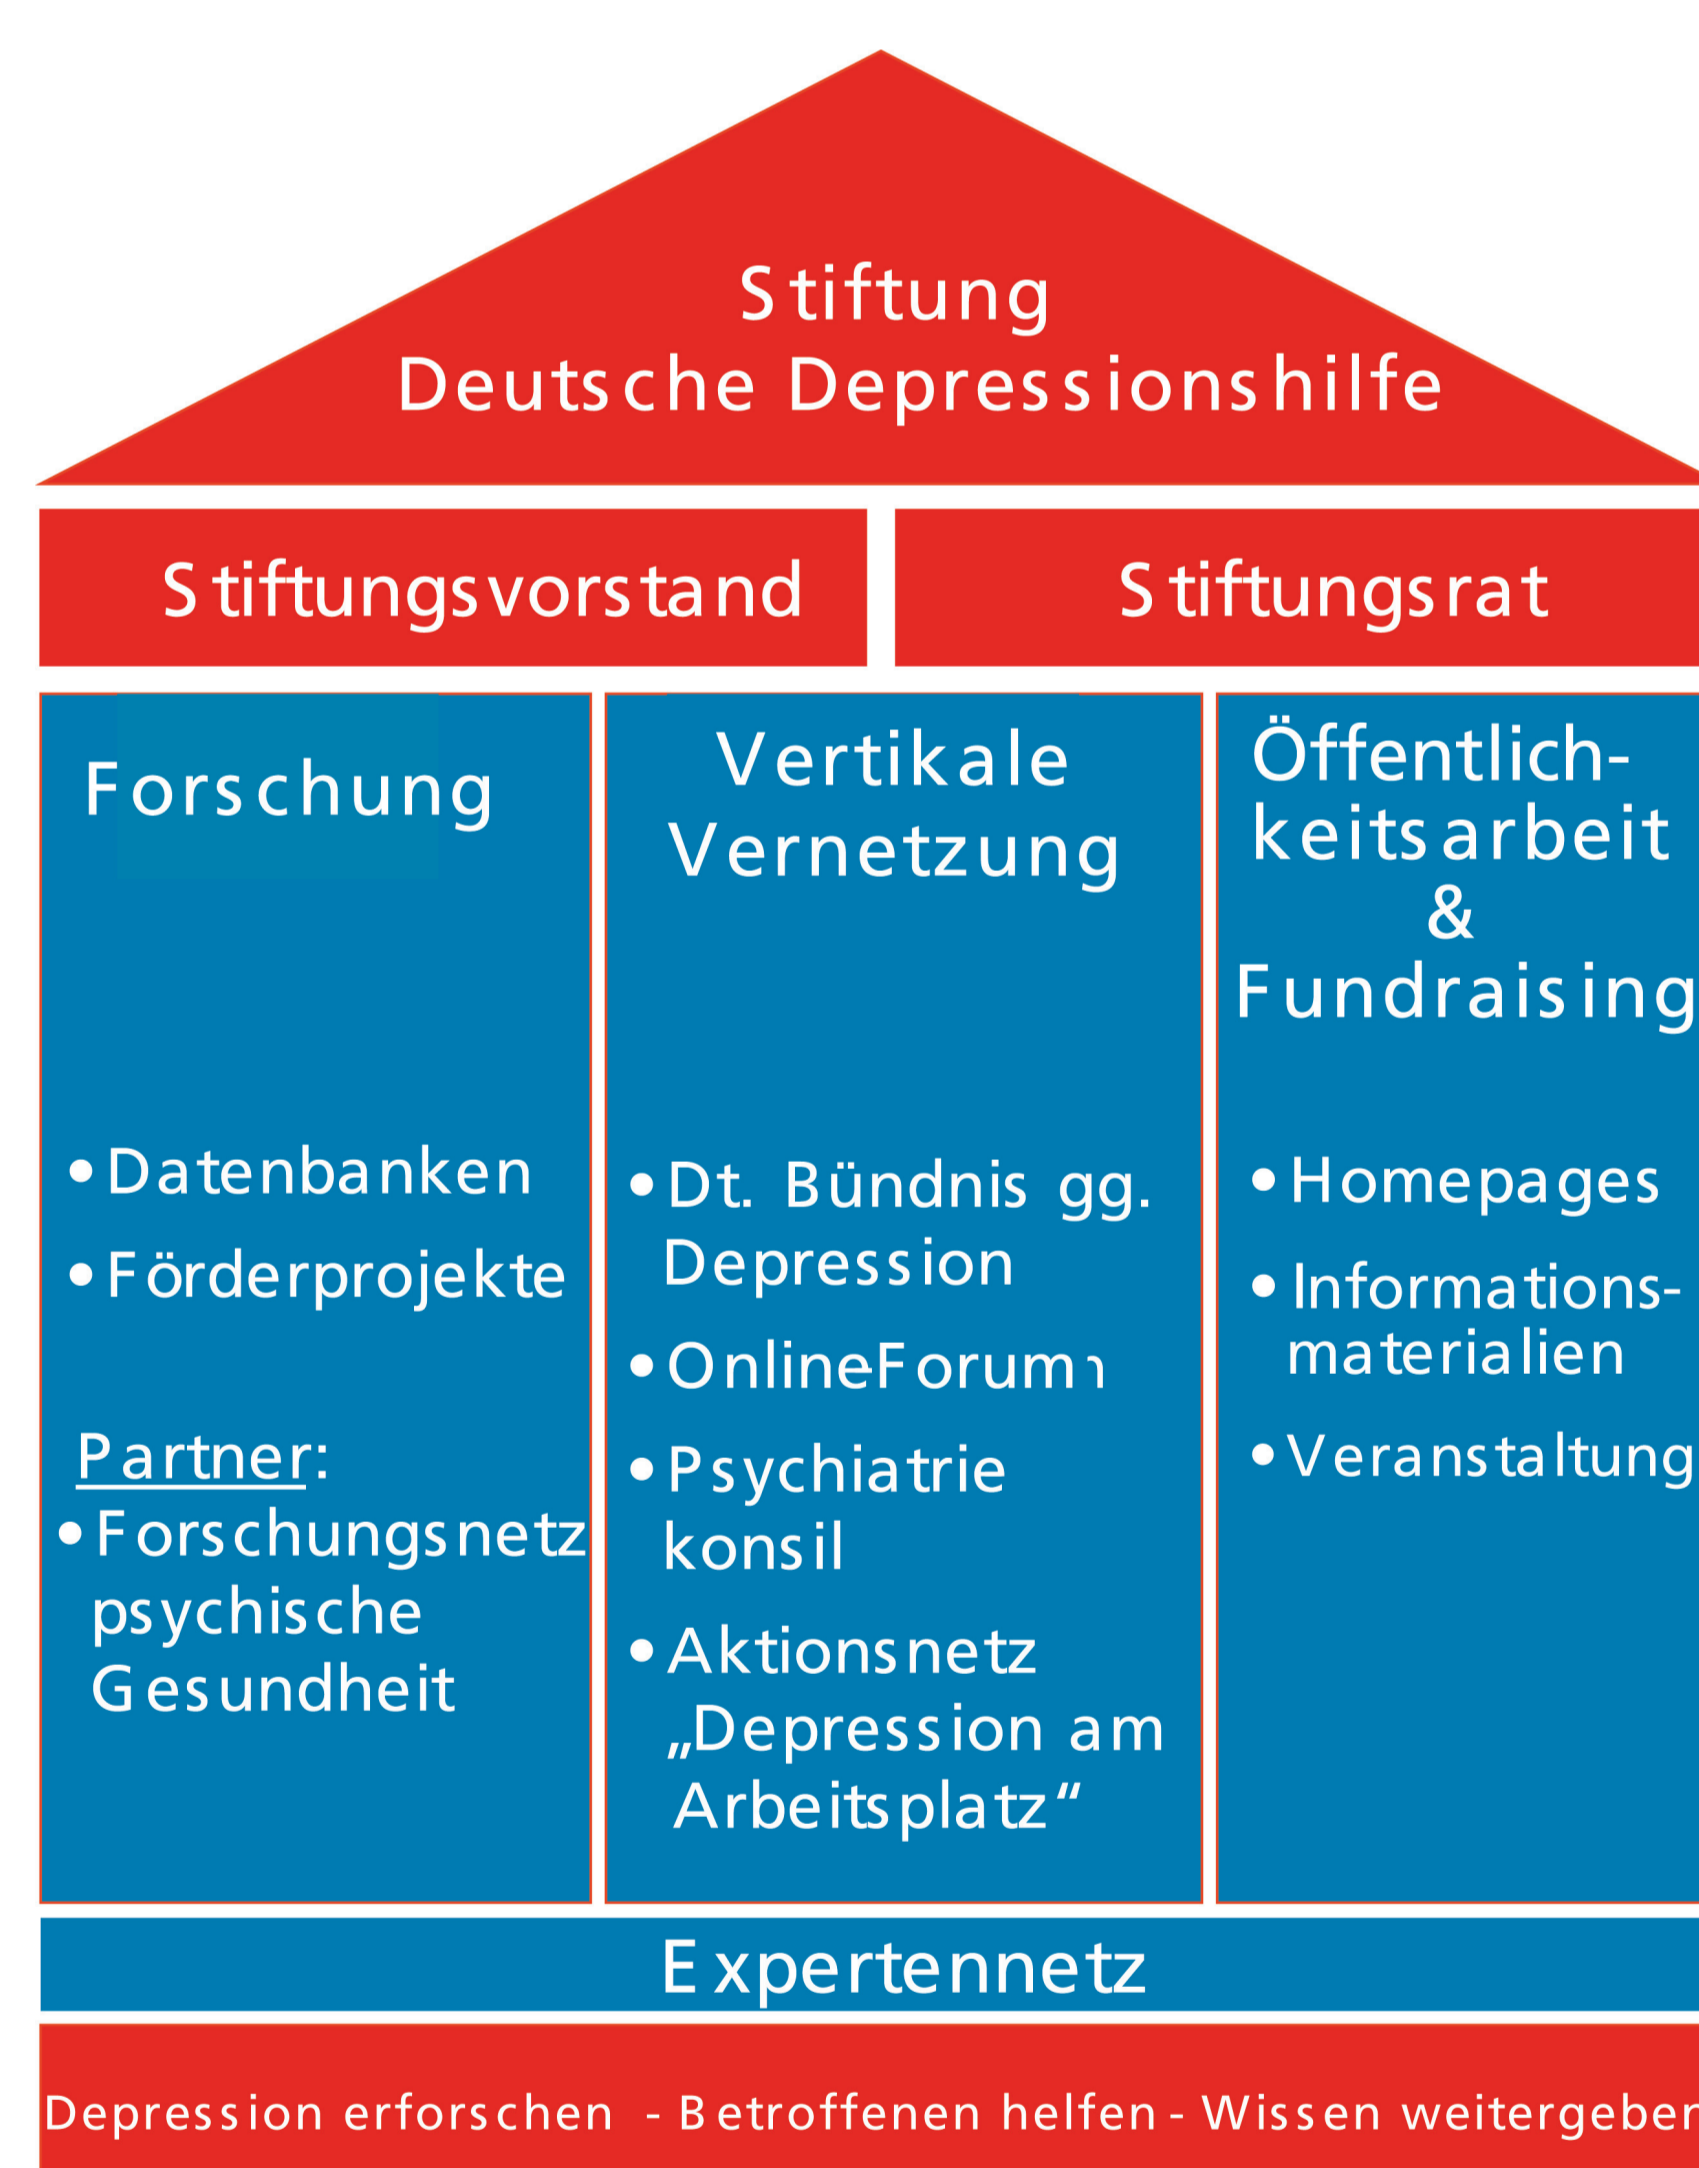 Stiftung
Deutsche Depressionshilfe
Stiftungsvorstand
Stiftungsrat
Forschung
• Datenbanken
• Förderprojekte
Partner:
• Forschungsnetz
psychische
Gesundheit
Vertikale
Vernetzung
• Dt. Bündnis gg.
Depression
• Online-Forum
• Psychiatrie
konsil
• Aktionsnetz
„Depression am
Arbeitsplatz“
Öffentlich-
keitsarbeit
&
Fundraising
• Homepages
• Informations-
materialien
• Veranstaltung
Expertennetz
Depression erforschen - Betroffenen helfen - Wissen weitergeben